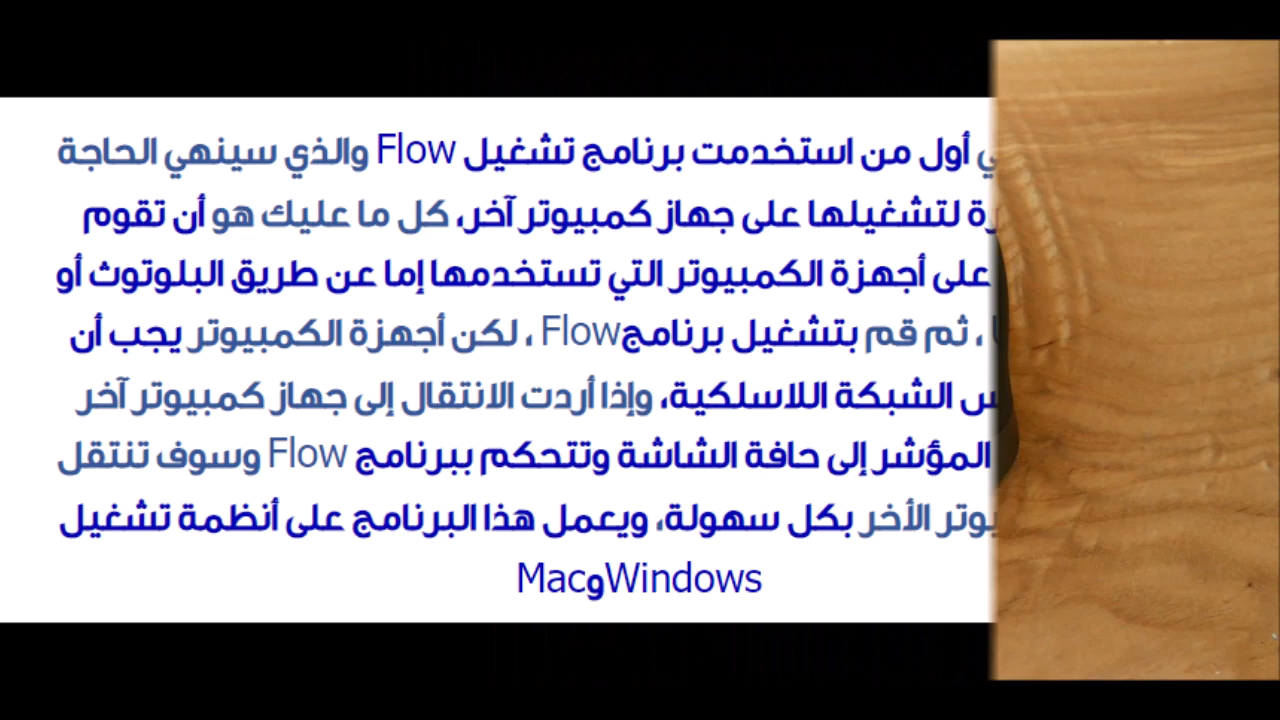 أول من استخدمت برنامج تشغيل Flow والذي سينهي الحاجة
لتشغيلها على جهاز كمبيوتر آخر، كل ما عليك هو أن تقوم
على أجهزة الكمبيوتر التي تستخدمها إما عن طريق البلوتوث أو
، ثم قم بتشغيل برنامجFlow ، لكن أجهزة الكمبيوتر يجب أن
الشبكة اللاسلكية، وإذا أردت الانتقال إلى جهاز كمبيوتر آخر
المؤشر إلى حافة الشاشة وتتحكم ببرنامج Flow وسوف تنتقل
الأخر بكل سهولة، ويعمل هذا البرنامج على أنظمة تشغيل
WindowsوMac